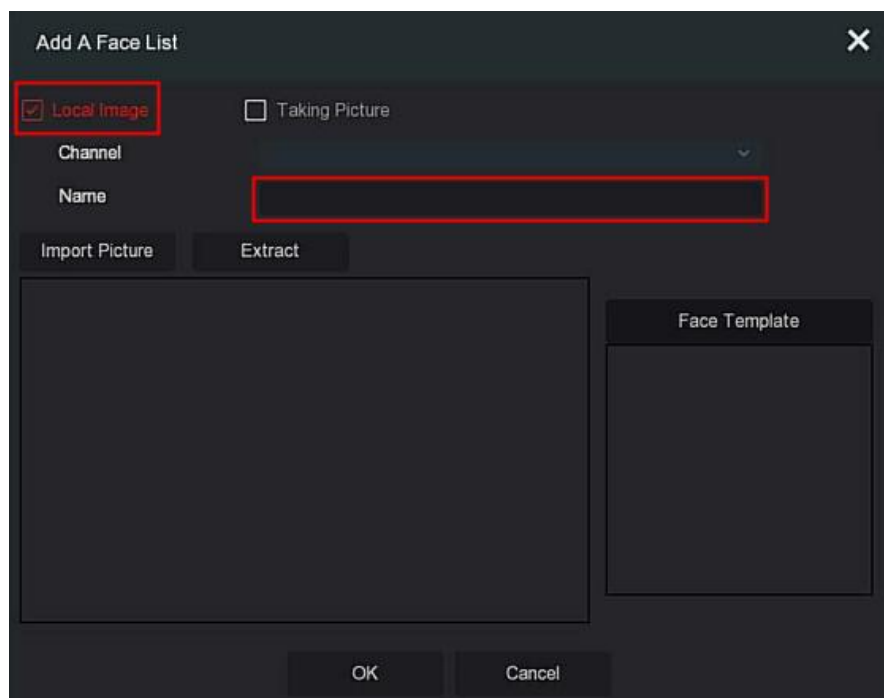 Add A Face List
Local Image Taking Picture
Channel
Name
Import Picture Extract
Face Template
OK Cancel